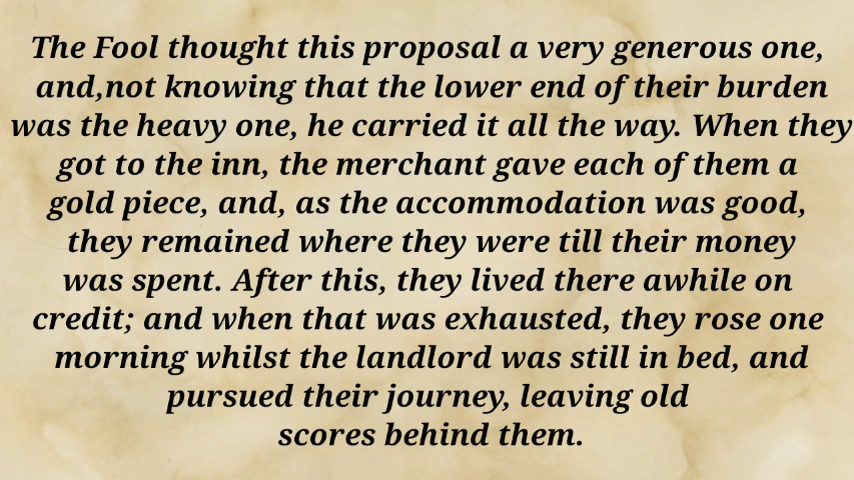 The Fool thought this proposal a very generous one,
and,not knowing that the lower end of their burden
was the heavy one, he carried it all the way. When they
got to the inn, the merchant gave each of them a
gold piece, and, as the accommodation was good,
they remained where they were till their money
was spent. After this, they lived there awhile on
credit; and when that was exhausted, they rose one
morning whilst the landlord was still in bed, and
pursued their journey, leaving old
scores behind them.